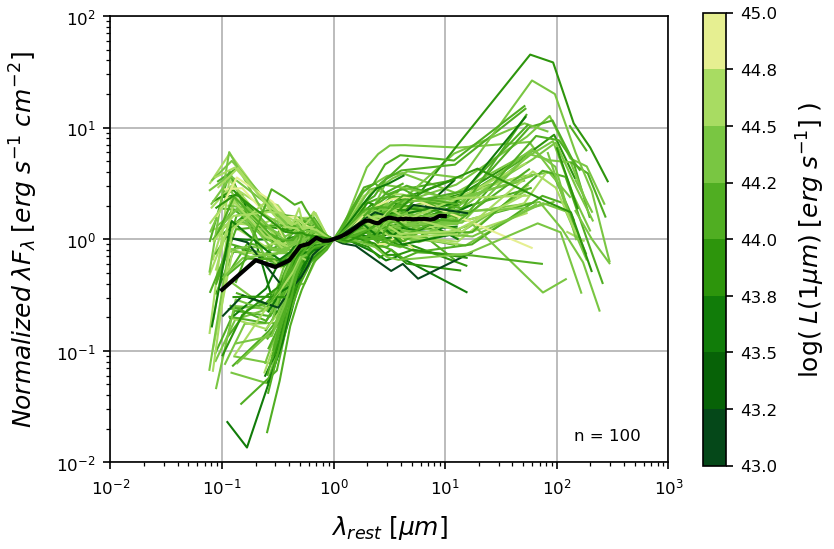 10²
10¹
10⁰
10⁻¹
10⁻²
Normalized λF_λ [erg s⁻¹ cm⁻²]
10⁻² 10⁻¹ 10⁰ 10¹ 10² 10³
λ_rest [μm]
n = 100
45.0
44.8
44.5
44.2
44.0
43.8
43.5
43.2
43.0
log( L(1μm) [erg s⁻¹] )